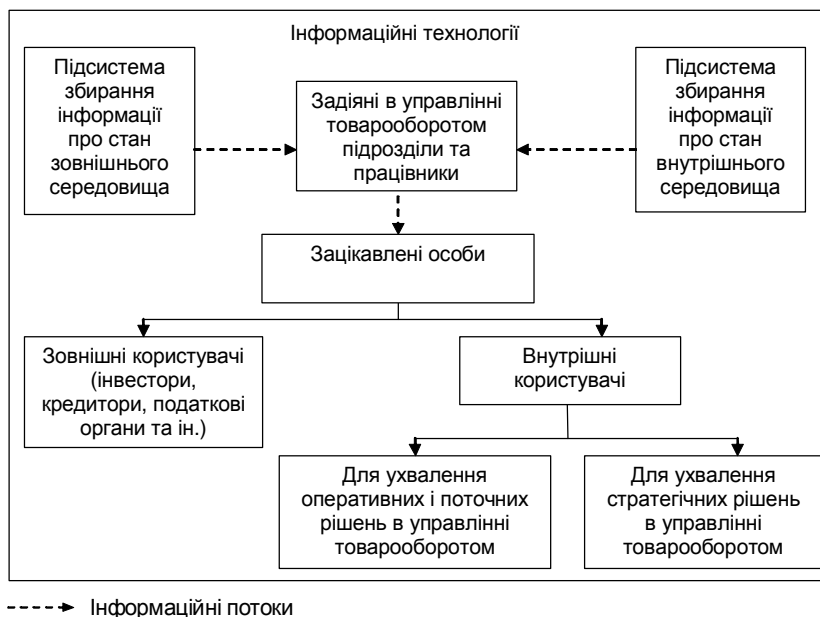 Інформаційні технології
Підсистема
збирання
інформації
про стан
зовнішнього
середовища
Задіяні в управлінні
товарооборотом
підрозділи та
працівники
Підсистема
збирання
інформації
про стан
внутрішнього
середовища
Зацікавлені особи
Зовнішні користувачі
(інвестори,
кредитори, податкові
органи та ін.)
Внутрішні
користувачі
Для ухвалення
оперативних і поточних
рішень в управлінні
товарооборотом
Для ухвалення
стратегічних рішень
в управлінні
товарооборотом
Інформаційні потоки